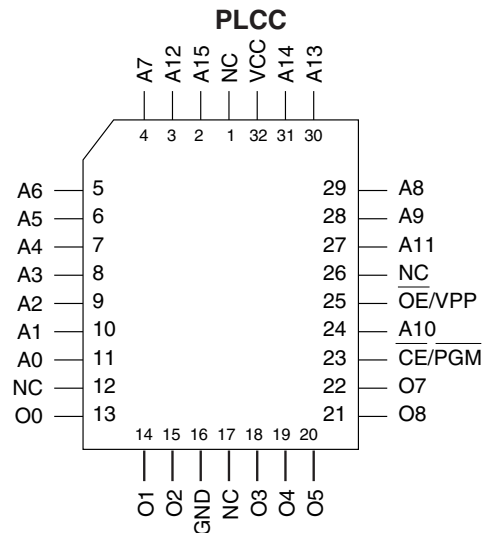 PLCC
A7 A12 A15 NC VCC A14 A13
4 3 2 1 32 31 30
A6 5 29 A8
A5 6 28 A9
A4 7 27 A11
A3 8 26 NC
A2 9 25 OE/VPP
A1 10 24 A10
A0 11 23 CE/PGM
NC 12 22 O7
O0 13 21 O8
14 15 16 17 18 19 20
O1 O2 GND NC O3 O4 O5